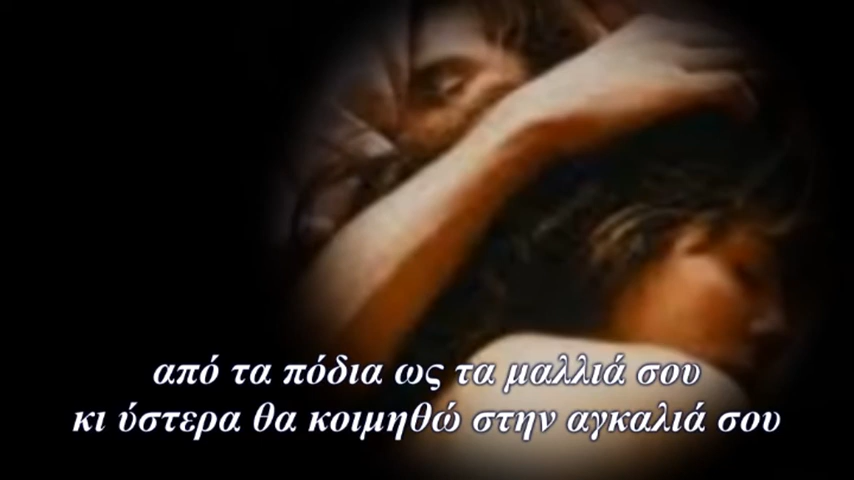 από τα πόδια ως τα μαλλιά σου
κι ύστερα θα κοιμηθώ στην αγκαλιά σου